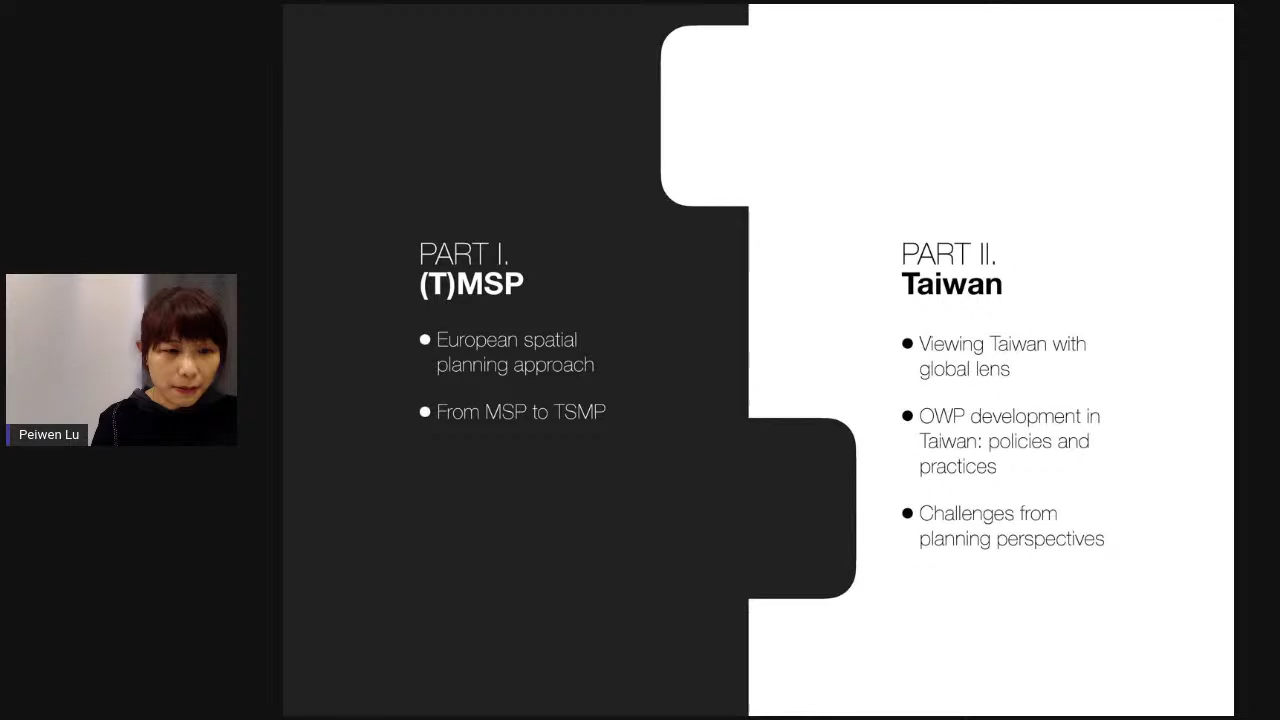 PART I.
(T)MSP
● European spatial
planning approach
● From MSP to TSMP
PART II.
Taiwan
● Viewing Taiwan with
global lens
● OWP development in
Taiwan: policies and
practices
● Challenges from
planning perspectives
Peiwen Lu